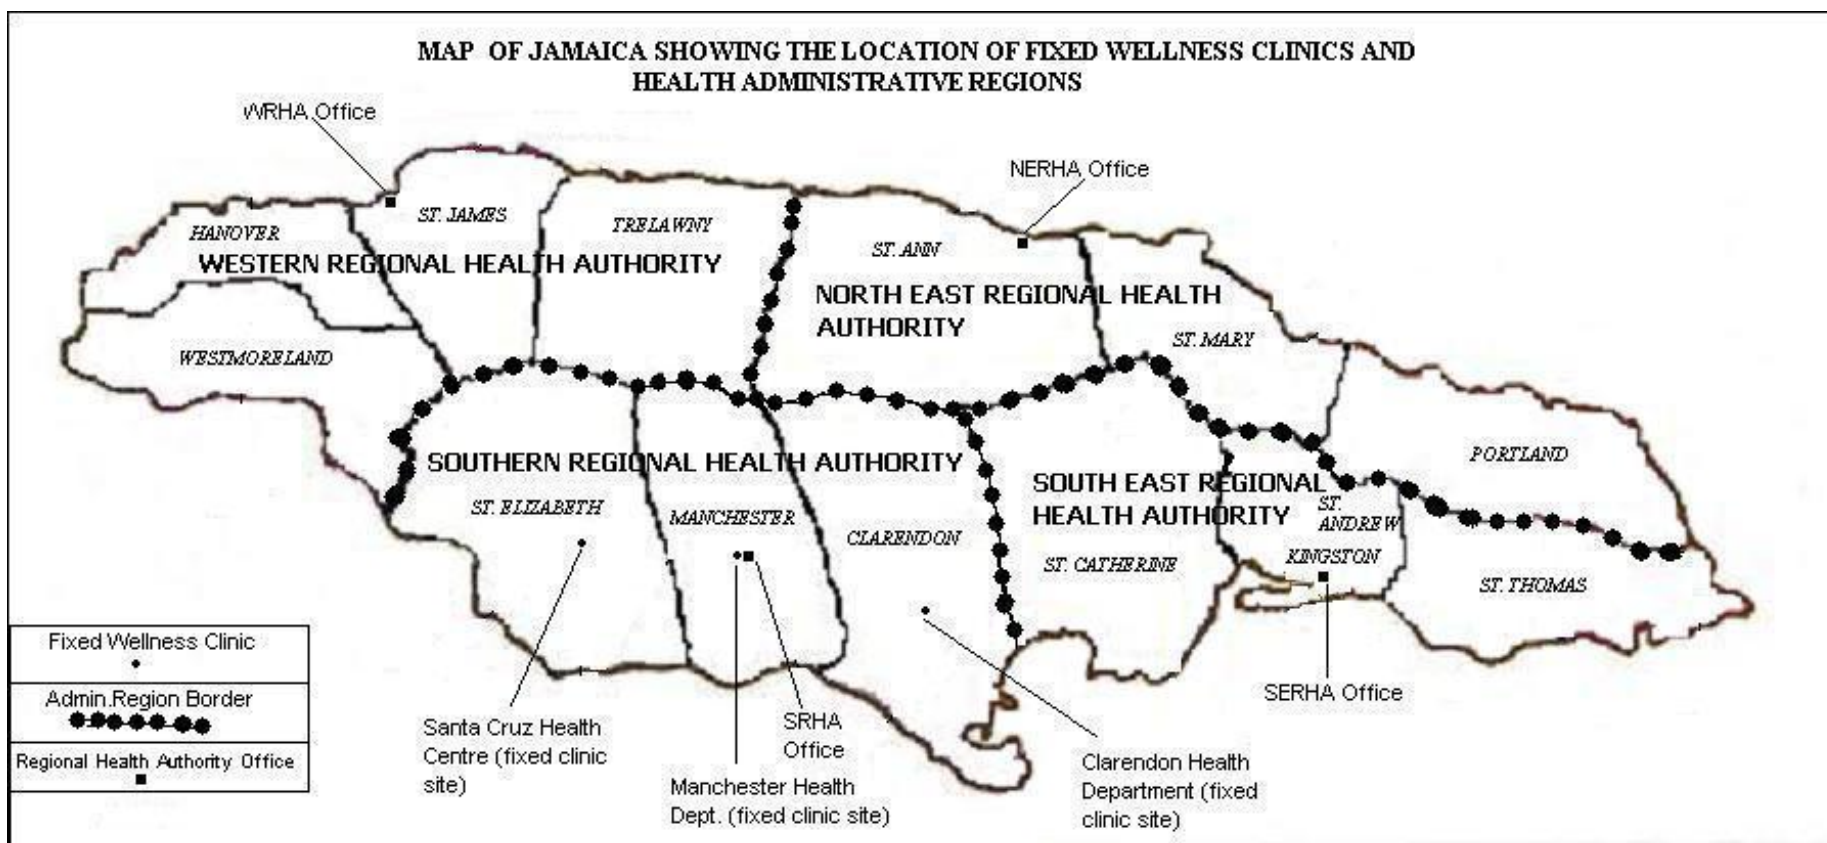 MAP OF JAMAICA SHOWING THE LOCATION OF FIXED WELLNESS CLINICS AND
HEALTH ADMINISTRATIVE REGIONS
WRHA Office
NERHA Office
ST. JAMES
TRELAWNY
HANOVER
ST. ANN
WESTERN REGIONAL HEALTH AUTHORITY
NORTH EAST REGIONAL HEALTH
AUTHORITY
ST. MARY
WESTMORELAND
PORTLAND
SOUTHERN REGIONAL HEALTH AUTHORITY
SOUTH EAST REGIONAL
HEALTH AUTHORITY
ST. ELIZABETH
MANCHESTER
CLARENDON
ST.
ANDREW
KINGSTON
ST. CATHERINE
ST. THOMAS
Fixed Wellness Clinic
Admin.Region Border
Regional Health Authority Office
Santa Cruz Health
Centre (fixed clinic
site)
SRHA
Office
Manchester Health
Dept. (fixed clinic site)
SERHA Office
Clarendon Health
Department (fixed
clinic site)